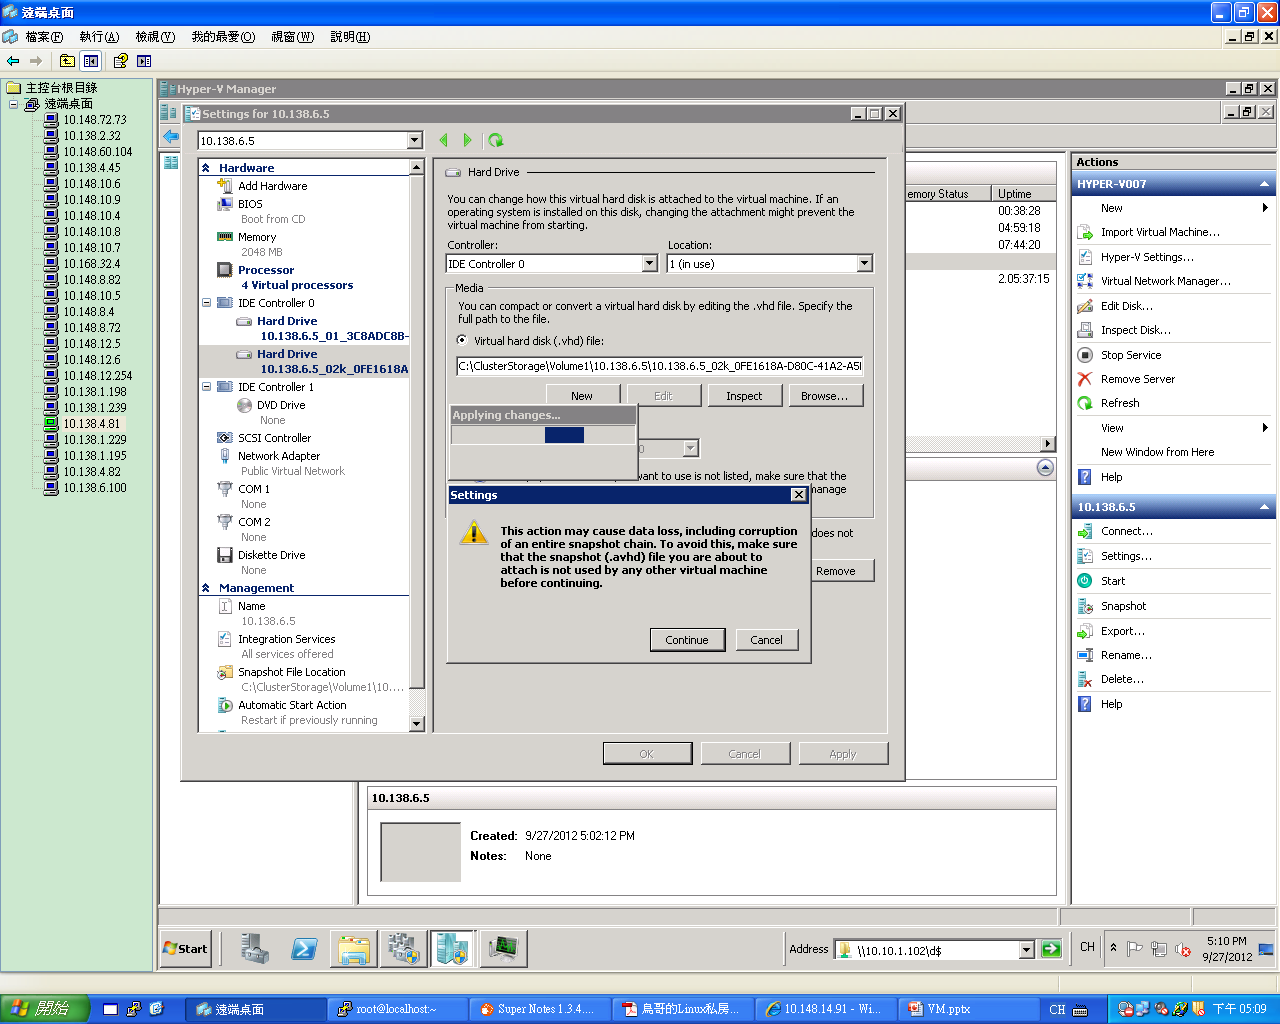 遠端桌面
檔案(F) 執行(A) 檢視(V) 我的最愛(O) 視窗(W) 說明(H)
主控台根目錄
遠端桌面
10.148.72.73
10.138.2.32
10.148.60.104
10.138.4.45
10.148.10.6
10.148.10.9
10.148.10.4
10.148.10.8
10.148.10.7
10.168.32.4
10.148.8.82
10.148.10.5
10.148.8.4
10.148.8.72
10.148.12.5
10.148.12.6
10.148.12.254
10.138.1.198
10.138.1.239
10.138.4.81
10.138.1.229
10.138.1.195
10.138.4.82
10.138.6.100
Hyper-V Manager
Settings for 10.138.6.5
10.138.6.5
Hardware
Add Hardware
BIOS
Boot from CD
Memory
2048 MB
Processor
4 Virtual processors
IDE Controller 0
Hard Drive
10.138.6.5_01_3C8ADC8B-
Hard Drive
10.138.6.5_02k_0FE1618A
IDE Controller 1
DVD Drive
None
SCSI Controller
Network Adapter
Public Virtual Network
COM 1
None
COM 2
None
Diskette Drive
None
Management
Name
10.138.6.5
Integration Services
All services offered
Snapshot File Location
C:\ClusterStorage\Volume1\10....
Automatic Start Action
Restart if previously running
Hard Drive
You can change how this virtual hard disk is attached to the virtual machine. If an
operating system is installed on this disk, changing the attachment might prevent the
virtual machine from starting.
Controller: Location:
IDE Controller 0 1 (in use)
Media
You can compact or convert a virtual hard disk by editing the .vhd file. Specify the
full path to the file.
Virtual hard disk (.vhd) file:
C:\ClusterStorage\Volume1\10.138.6.5\10.138.6.5_02k_0FE1618A-D80C-41A2-A5
New Edit Inspect Browse...
Applying changes...
0
want to use is not listed, make sure that the
manage
does not
Remove
Settings
This action may cause data loss, including corruption
of an entire snapshot chain. To avoid this, make sure
that the snapshot (.avhd) file you are about to
attach is not used by any other virtual machine
before continuing.
Continue Cancel
OK Cancel Apply
emory Status Uptime
00:38:28
04:59:18
07:44:20
2.05:37:15
10.138.6.5
Created: 9/27/2012 5:02:12 PM
Notes: None
Actions
HYPER-V007
New
Import Virtual Machine...
Hyper-V Settings...
Virtual Network Manager...
Edit Disk...
Inspect Disk...
Stop Service
Remove Server
Refresh
View
New Window from Here
Help
10.138.6.5
Connect...
Settings...
Start
Snapshot
Export...
Rename...
Delete...
Help
Start
Address \\10.10.1.102\d$
CH
5:10 PM
9/27/2012
開始
遠端桌面
root@localhost:~
Super Notes 1.3.4....
鳥哥的Linux私房...
10.148.14.91 - Wi...
VM.pptx
CH
下午 05:09